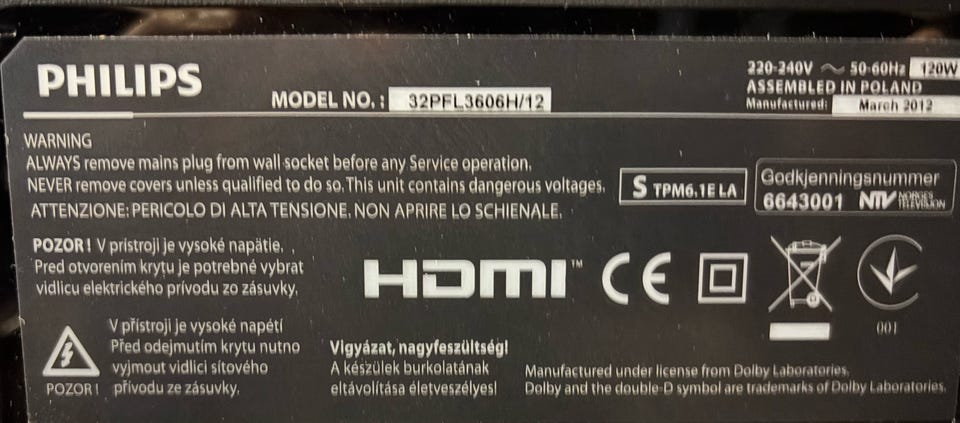 PHILIPS
MODEL NO. : 32PFL3606H/12
220-240V ~ 50-60Hz 120W
ASSEMBLED IN POLAND
Manufactured: March 2012
WARNING
ALWAYS remove mains plug from wall socket before any Service operation.
NEVER remove covers unless qualified to do so. This unit contains dangerous voltages.
ATTENZIONE: PERICOLO DI ALTA TENSIONE. NON APRIRE LO SCHIENALE.
S TPM6.1E LA
Godkjenningsnummer
6643001 NTV NORGES TELEVISJON
POZOR! V prístroji je vysoké napätie.
Pred otvorením krytu je potrebné vybrat
vidlicu elektrického prívodu zo zásuvky.
HDMI™ CE
001
POZOR!
V přístroji je vysoké napétí
Před odejmutím krytu nutno
vyjmout vidlici síťového
přívodu ze zásuvky.
Vigyázat, nagyfeszültség!
A készülék burkolatának
eltávolítása életveszélyes!
Manufactured under license from Dolby Laboratories.
Dolby and the double-D symbol are trademarks of Dolby Laboratories.